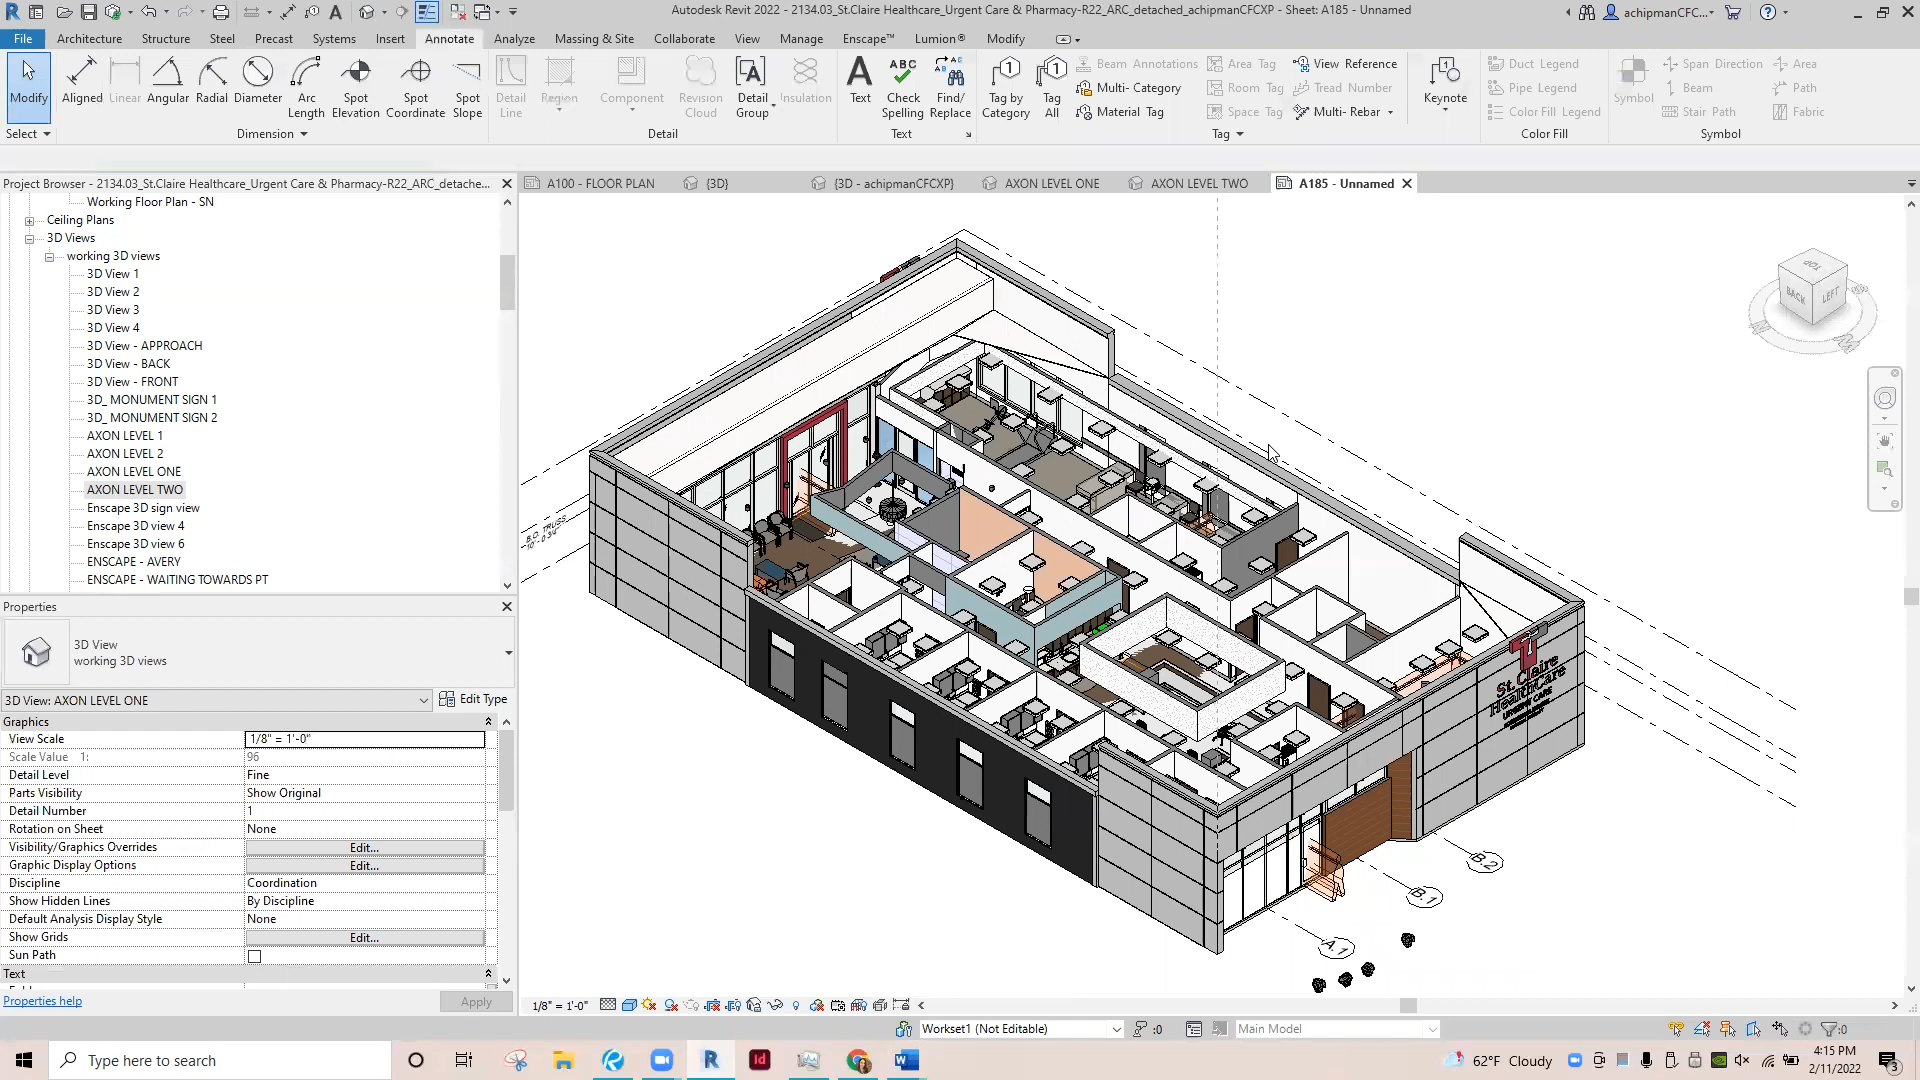 Autodesk Revit 2022 - 2134.03_St.Claire Healthcare_Urgent Care & Pharmacy-R22_ARC_detached_achipmanCFCXP - Sheet: A185 - Unnamed
achipmanCFC...
File Architecture Structure Steel Precast Systems Insert Annotate Analyze Massing & Site Collaborate View Manage Enscape™ Lumion® Modify
Modify
Aligned Linear Angular Radial Diameter Arc Length Spot Elevation Spot Coordinate Spot Slope
Detail Line Region Component Revision Cloud Detail Group Insulation
Text Check Spelling Find/ Replace
Tag by Category Tag All Beam Annotations Multi- Category Material Tag
Area Tag Room Tag Space Tag
View Reference Tread Number Multi- Rebar
Keynote
Duct Legend Pipe Legend Color Fill Legend
Symbol Span Direction Beam Stair Path Area Path Fabric
Select Dimension Detail Text Tag Color Fill Symbol
Project Browser - 2134.03_St.Claire Healthcare_Urgent Care & Pharmacy-R22_ARC_detache...
Working Floor Plan - SN
Ceiling Plans
3D Views
working 3D views
3D View 1
3D View 2
3D View 3
3D View 4
3D View - APPROACH
3D View - BACK
3D View - FRONT
3D_ MONUMENT SIGN 1
3D_ MONUMENT SIGN 2
AXON LEVEL 1
AXON LEVEL 2
AXON LEVEL ONE
AXON LEVEL TWO
Enscape 3D sign view
Enscape 3D view 4
Enscape 3D view 6
ENSCAPE - AVERY
ENSCAPE - WAITING TOWARDS PT
Properties
3D View
working 3D views
3D View: AXON LEVEL ONE Edit Type
Graphics
View Scale 1/8" = 1'-0"
Scale Value 1: 96
Detail Level Fine
Parts Visibility Show Original
Detail Number 1
Rotation on Sheet None
Visibility/Graphics Overrides Edit...
Graphic Display Options Edit...
Discipline Coordination
Show Hidden Lines By Discipline
Default Analysis Display Style None
Show Grids Edit...
Sun Path
Text
Properties help Apply
A100 - FLOOR PLAN {3D} {3D - achipmanCFCXP} AXON LEVEL ONE AXON LEVEL TWO A185 - Unnamed
TOP
BACK LEFT
B.O. TRUSS
10' - 0 3/4"
St. Claire
HealthCare
URGENT CARE
B.2
B.1
A.1
1/8" = 1'-0"
Workset1 (Not Editable) :0 Main Model :0
Type here to search
62°F Cloudy
4:15 PM
2/11/2022
3